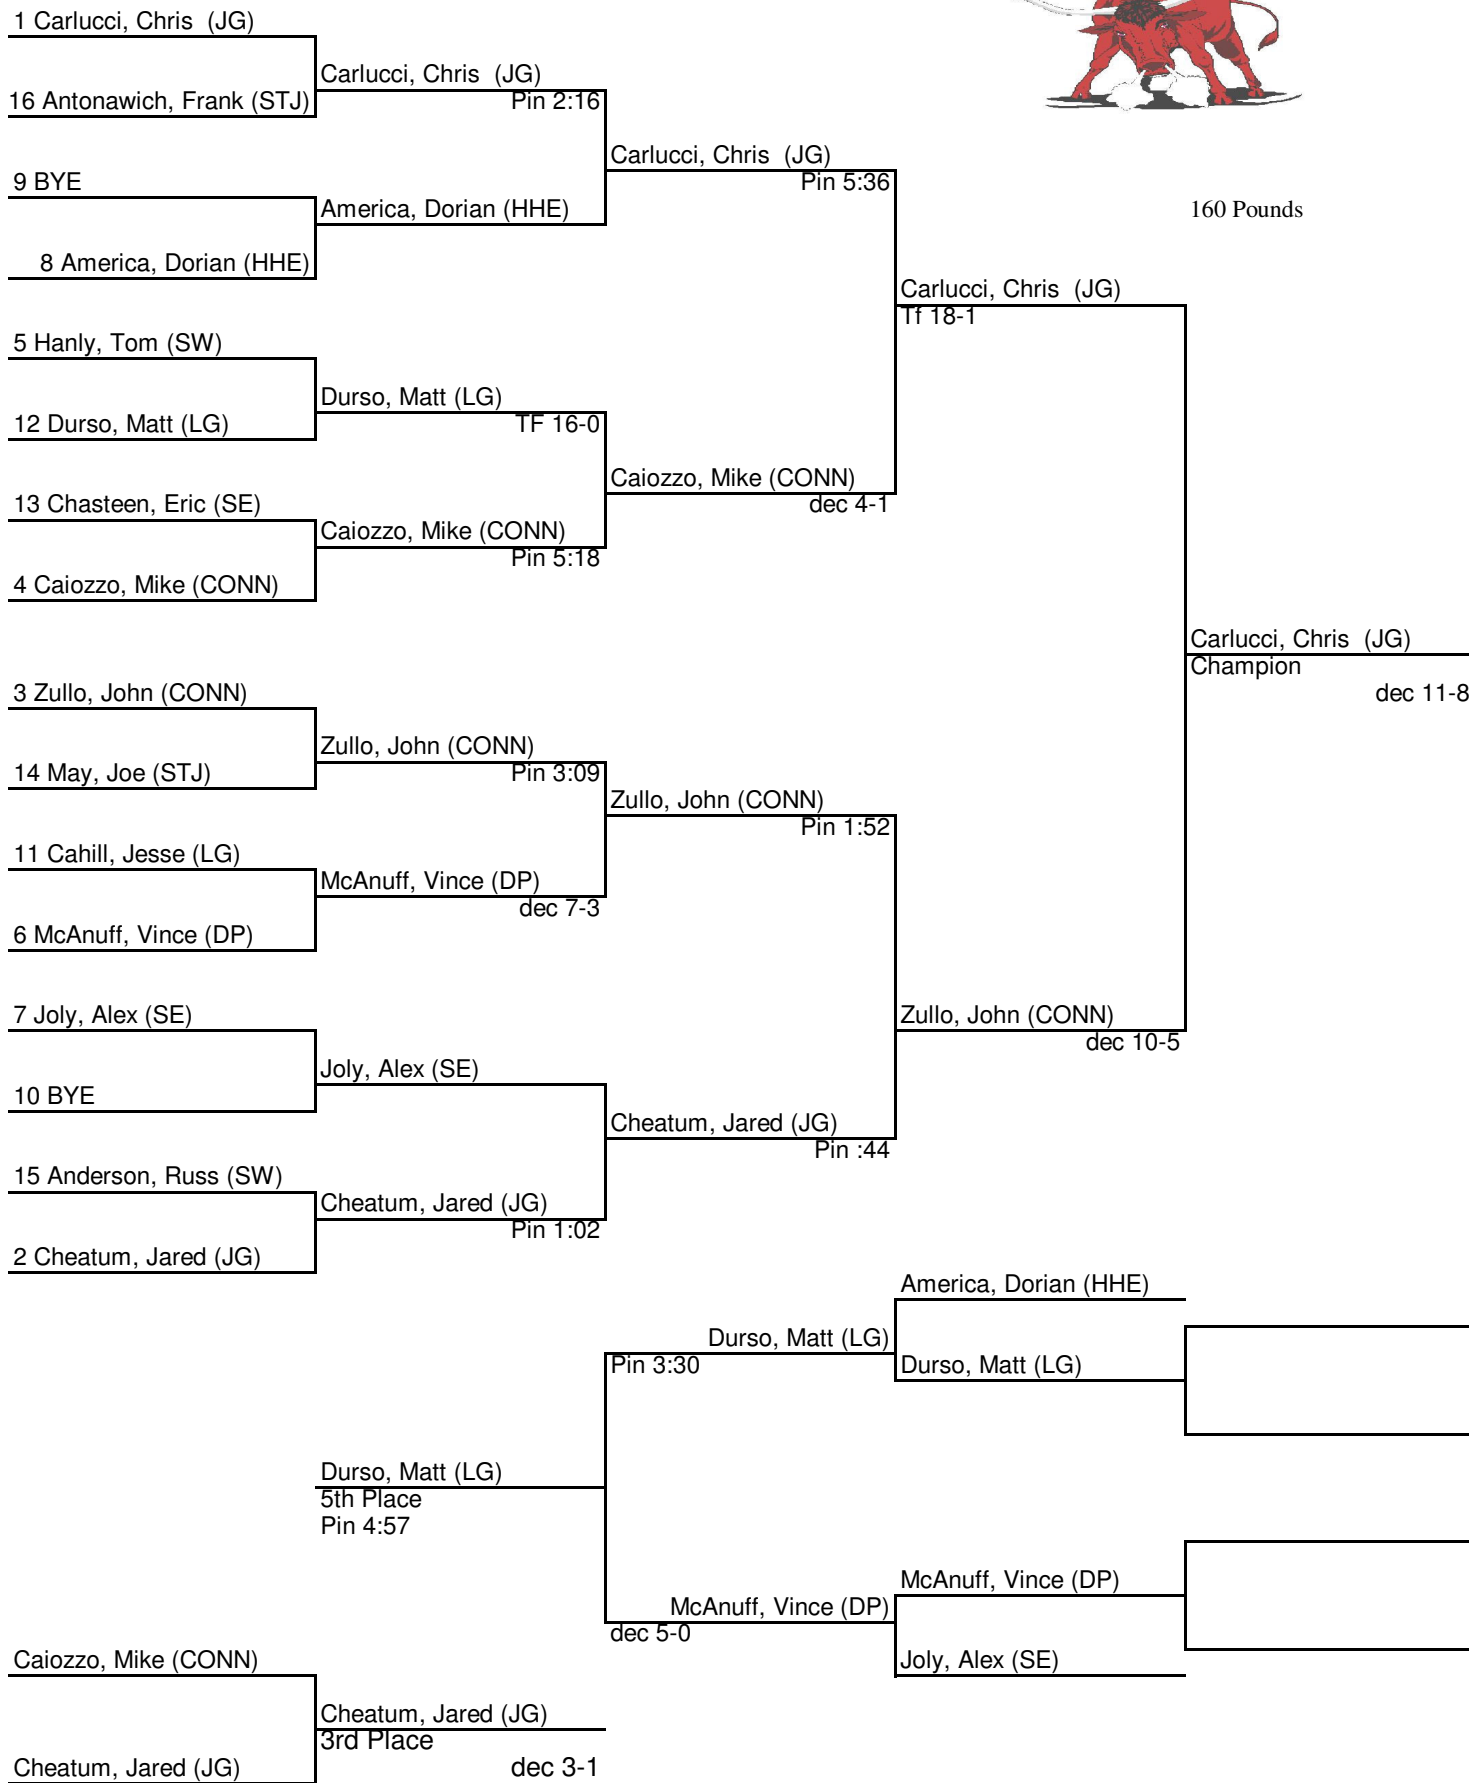 1 Carlucci, Chris (JG)
Carlucci, Chris (JG)
16 Antonawich, Frank (STJ)
Pin 2:16
Carlucci, Chris (JG)
9 BYE
Pin 5:36
America, Dorian (HHE)
160 Pounds
8 America, Dorian (HHE)
Carlucci, Chris (JG)
Tf 18-1
5 Hanly, Tom (SW)
Durso, Matt (LG)
12 Durso, Matt (LG)
TF 16-0
Caiozzo, Mike (CONN)
13 Chasteen, Eric (SE)
dec 4-1
Caiozzo, Mike (CONN)
Pin 5:18
4 Caiozzo, Mike (CONN)
Carlucci, Chris (JG)
Champion
3 Zullo, John (CONN)
dec 11-8
Zullo, John (CONN)
14 May, Joe (STJ)
Pin 3:09
Zullo, John (CONN)
Pin 1:52
11 Cahill, Jesse (LG)
McAnuff, Vince (DP)
dec 7-3
6 McAnuff, Vince (DP)
7 Joly, Alex (SE)
Zullo, John (CONN)
dec 10-5
Joly, Alex (SE)
10 BYE
Cheatum, Jared (JG)
Pin :44
15 Anderson, Russ (SW)
Cheatum, Jared (JG)
Pin 1:02
2 Cheatum, Jared (JG)
America, Dorian (HHE)
Durso, Matt (LG)
Pin 3:30
Durso, Matt (LG)
Durso, Matt (LG)
5th Place
Pin 4:57
McAnuff, Vince (DP)
McAnuff, Vince (DP)
dec 5-0
Joly, Alex (SE)
Caiozzo, Mike (CONN)
Cheatum, Jared (JG)
3rd Place
Cheatum, Jared (JG)
dec 3-1